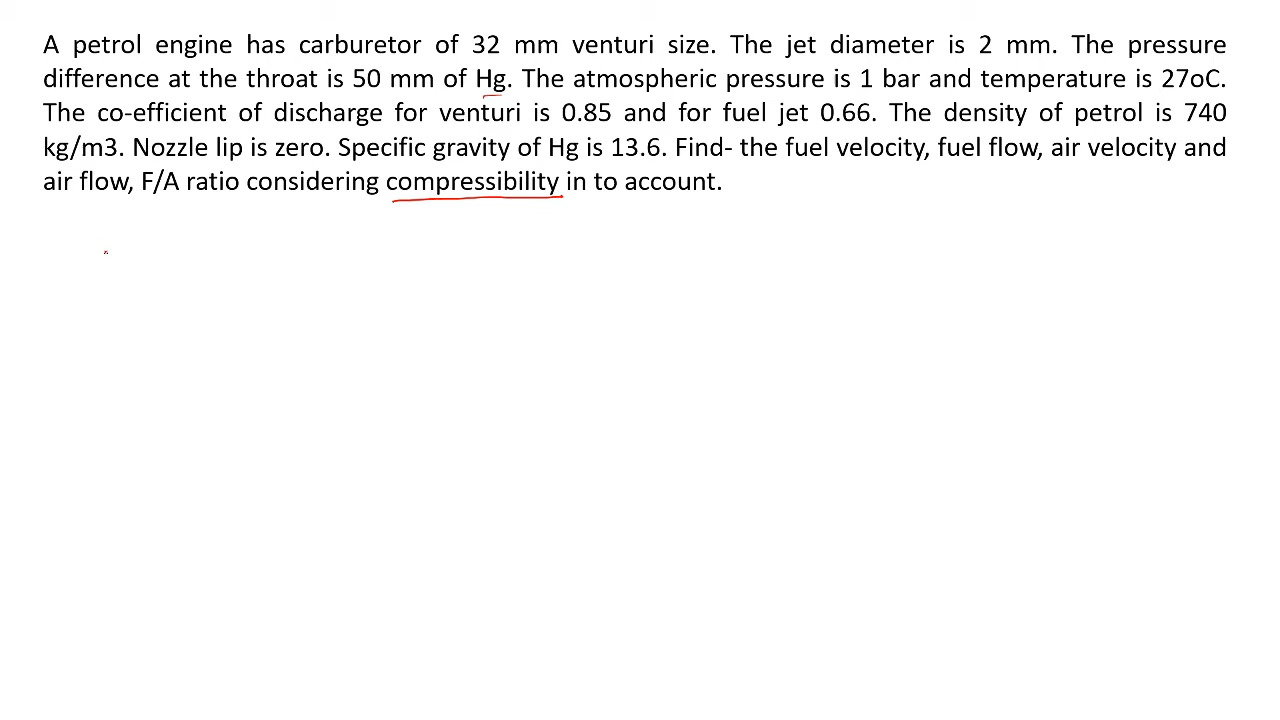 A petrol engine has carburetor of 32 mm venturi size. The jet diameter is 2 mm. The pressure
difference at the throat is 50 mm of Hg. The atmospheric pressure is 1 bar and temperature is 27oC.
The co-efficient of discharge for venturi is 0.85 and for fuel jet 0.66. The density of petrol is 740
kg/m3. Nozzle lip is zero. Specific gravity of Hg is 13.6. Find- the fuel velocity, fuel flow, air velocity and
air flow, F/A ratio considering compressibility in to account.